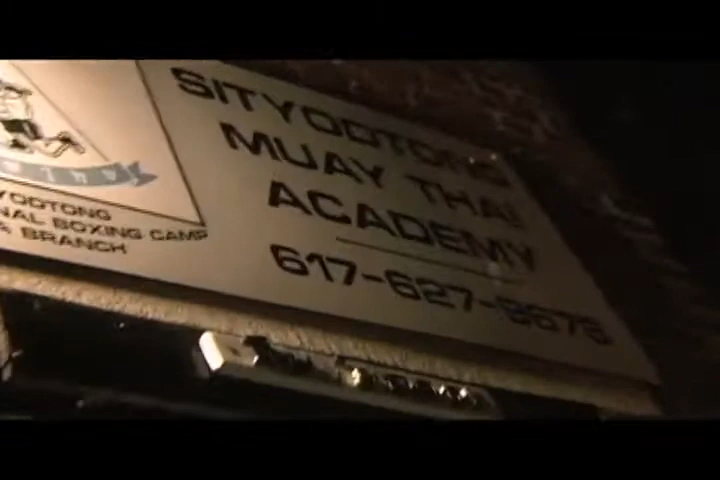 SITYODTONG
MUAY THAI
ACADEMY
617-627-
YODTONG
NAL BOXING CAMP
BRANCH